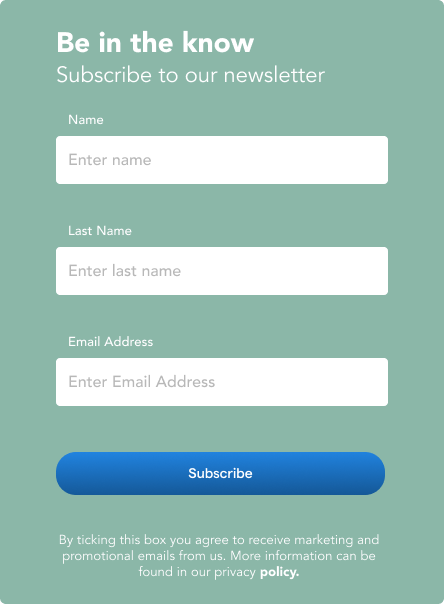 Be in the know
Subscribe to our newsletter
Name
Enter name
Last Name
Enter last name
Email Address
Enter Email Address
Subscribe
By ticking this box you agree to receive marketing and
promotional emails from us. More information can be
found in our privacy policy.